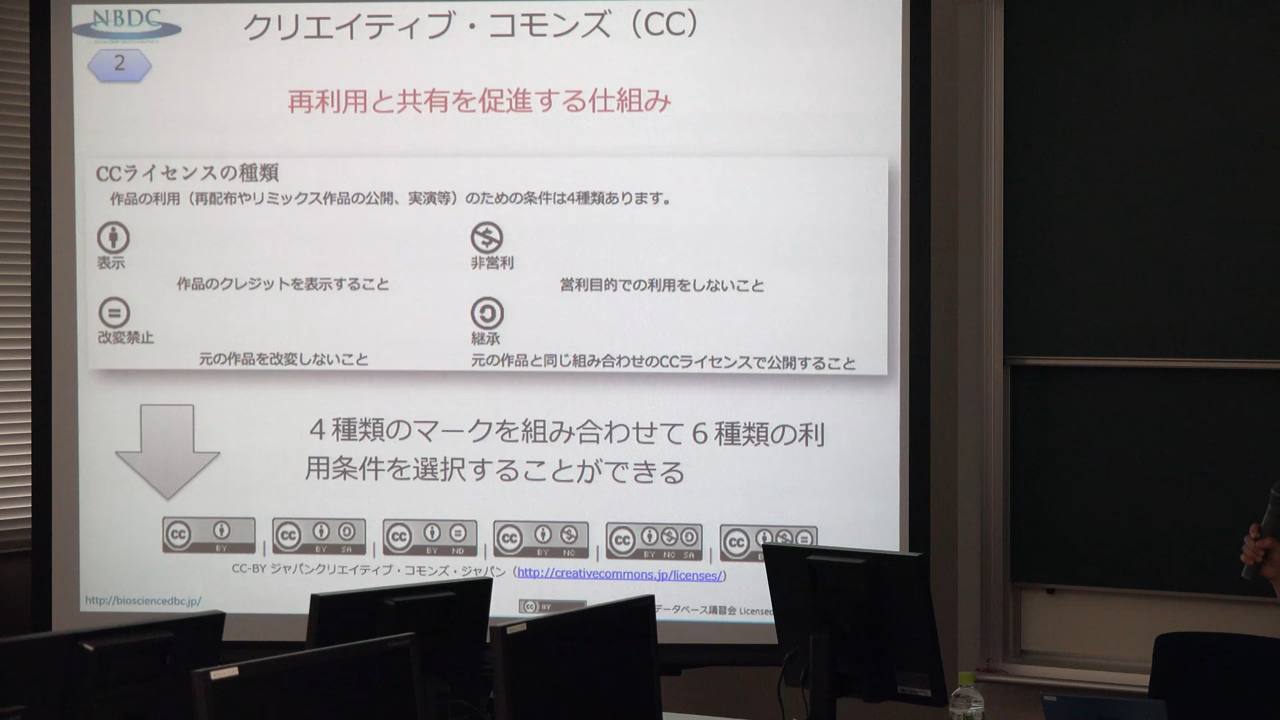 NBDC
クリエイティブ・コモンズ（CC）
2
再利用と共有を促進する仕組み
CCライセンスの種類
作品の利用（再配布やリミックス作品の公開、実演等）のための条件は4種類あります。
表示
非営利
作品のクレジットを表示すること
営利目的での利用をしないこと
改変禁止
継承
元の作品を改変しないこと
元の作品と同じ組み合わせのCCライセンスで公開すること
４種類のマークを組み合わせて６種類の利
用条件を選択することができる
cc BY
cc BY SA
cc BY ND
cc BY NC
cc BY NC SA
cc
CC-BY ジャパンクリエイティブ・コモンズ・ジャパン（http://creativecommons.jp/licenses/）
http://biosciencedbc.jp/
cc BY
データベース講習会 Licensed